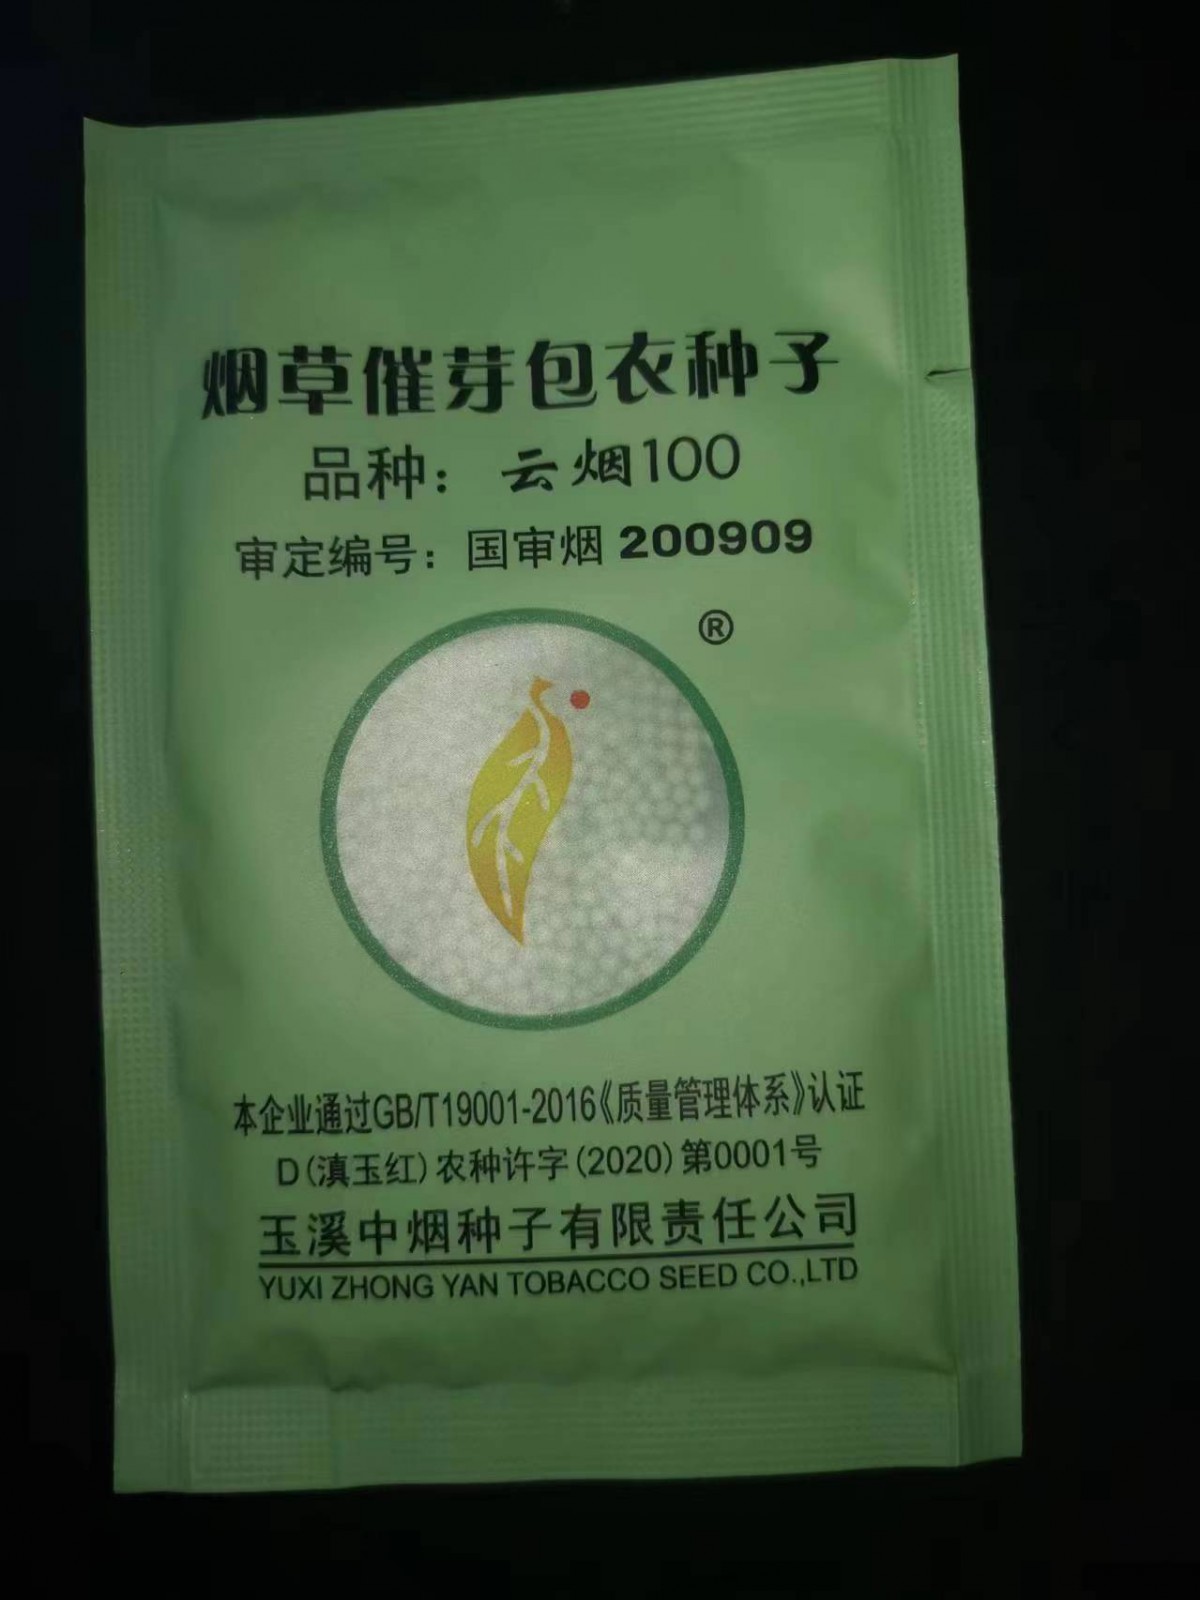 烟草催芽包衣种子
品种：云烟100
审定编号：国审烟 200909
®
本企业通过GB/T19001-2016《质量管理体系》认证
D(滇玉红)农种许字(2020)第0001号
玉溪中烟种子有限责任公司
YUXI ZHONG YAN TOBACCO SEED CO.,LTD